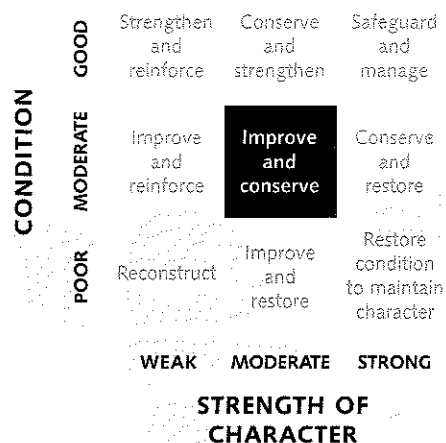 CONDITION
GOOD
Strengthen and reinforce
Conserve and strengthen
Safeguard and manage
MODERATE
Improve and reinforce
Improve and conserve
Conserve and restore
POOR
Reconstruct
Improve and restore
Restore condition to maintain character
WEAK MODERATE STRONG
STRENGTH OF
CHARACTER